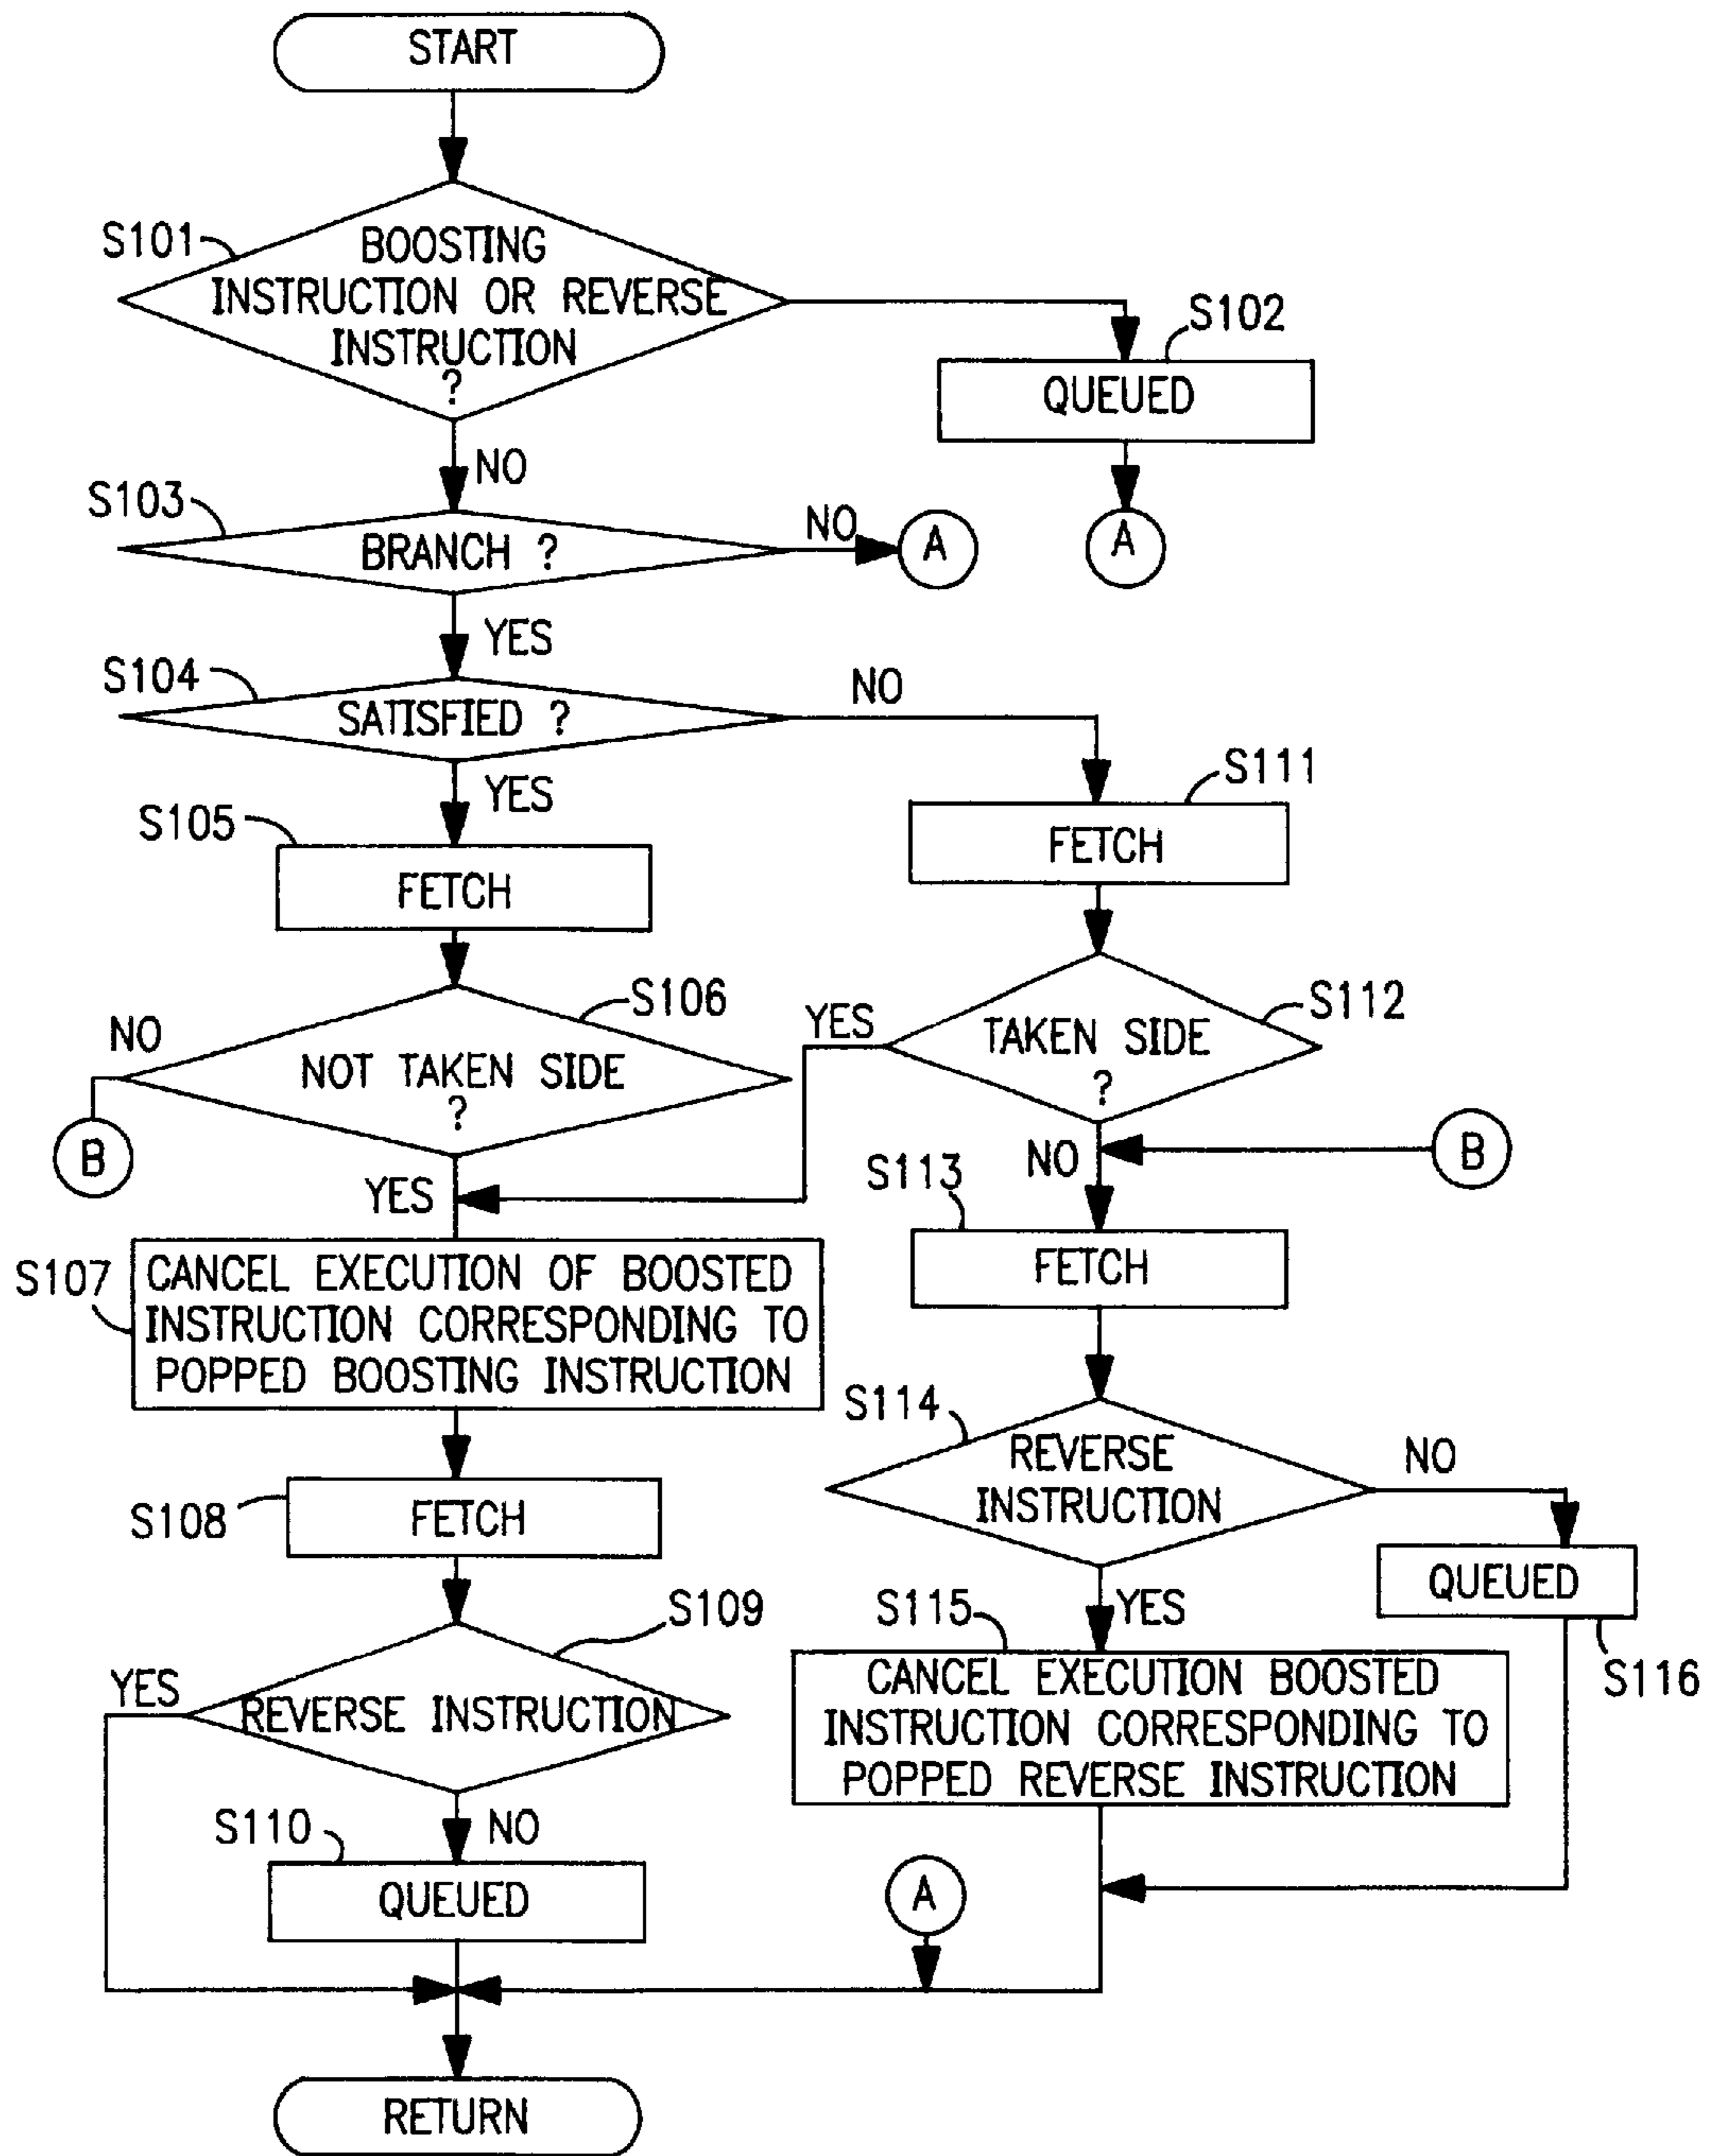 START
S101
BOOSTING
INSTRUCTION OR REVERSE
INSTRUCTION
?
S102
QUEUED
A
NO
S103
BRANCH ?
NO
A
YES
S104
SATISFIED ?
NO
YES
S105
FETCH
S111
FETCH
S106
NO
NOT TAKEN SIDE
?
B
YES
S112
YES
TAKEN SIDE
?
NO
B
S107
CANCEL EXECUTION OF BOOSTED
INSTRUCTION CORRESPONDING TO
POPPED BOOSTING INSTRUCTION
S113
FETCH
S108
FETCH
S114
REVERSE
INSTRUCTION
NO
QUEUED
S116
YES
S109
YES
REVERSE INSTRUCTION
S115
CANCEL EXECUTION BOOSTED
INSTRUCTION CORRESPONDING TO
POPPED REVERSE INSTRUCTION
NO
S110
QUEUED
A
RETURN